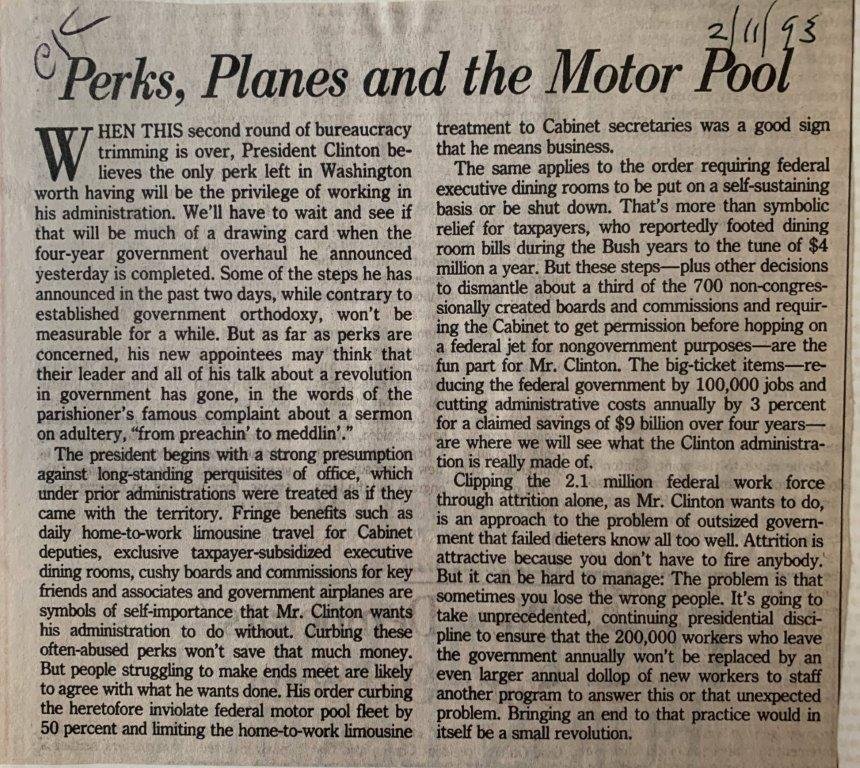 2/11/93
Perks, Planes and the Motor Pool
WHEN THIS second round of bureaucracy
trimming is over, President Clinton be-
lieves the only perk left in Washington
worth having will be the privilege of working in
his administration. We'll have to wait and see if
that will be much of a drawing card when the
four-year government overhaul he announced
yesterday is completed. Some of the steps he has
announced in the past two days, while contrary to
established government orthodoxy, won't be
measurable for a while. But as far as perks are
concerned, his new appointees may think that
their leader and all of his talk about a revolution
in government has gone, in the words of the
parishioner's famous complaint about a sermon
on adultery, "from preachin' to meddlin'."
The president begins with a strong presumption
against long-standing perquisites of office, which
under prior administrations were treated as if they
came with the territory. Fringe benefits such as
daily home-to-work limousine travel for Cabinet
deputies, exclusive taxpayer-subsidized executive
dining rooms, cushy boards and commissions for key
friends and associates and government airplanes are
symbols of self-importance that Mr. Clinton wants
his administration to do without. Curbing these
often-abused perks won't save that much money.
But people struggling to make ends meet are likely
to agree with what he wants done. His order curbing
the heretofore inviolate federal motor pool fleet by
50 percent and limiting the home-to-work limousine
treatment to Cabinet secretaries was a good sign
that he means business.
The same applies to the order requiring federal
executive dining rooms to be put on a self-sustaining
basis or be shut down. That's more than symbolic
relief for taxpayers, who reportedly footed dining
room bills during the Bush years to the tune of $4
million a year. But these steps—plus other decisions
to dismantle about a third of the 700 non-congres-
sionally created boards and commissions and requir-
ing the Cabinet to get permission before hopping on
a federal jet for nongovernment purposes—are the
fun part for Mr. Clinton. The big-ticket items—re-
ducing the federal government by 100,000 jobs and
cutting administrative costs annually by 3 percent
for a claimed savings of $9 billion over four years—
are where we will see what the Clinton administra-
tion is really made of.
Clipping the 2.1 million federal work force
through attrition alone, as Mr. Clinton wants to do,
is an approach to the problem of outsized govern-
ment that failed dieters know all too well. Attrition is
attractive because you don't have to fire anybody.
But it can be hard to manage: The problem is that
sometimes you lose the wrong people. It's going to
take unprecedented, continuing presidential disci-
pline to ensure that the 200,000 workers who leave
the government annually won't be replaced by an
even larger annual dollop of new workers to staff
another program to answer this or that unexpected
problem. Bringing an end to that practice would in
itself be a small revolution.